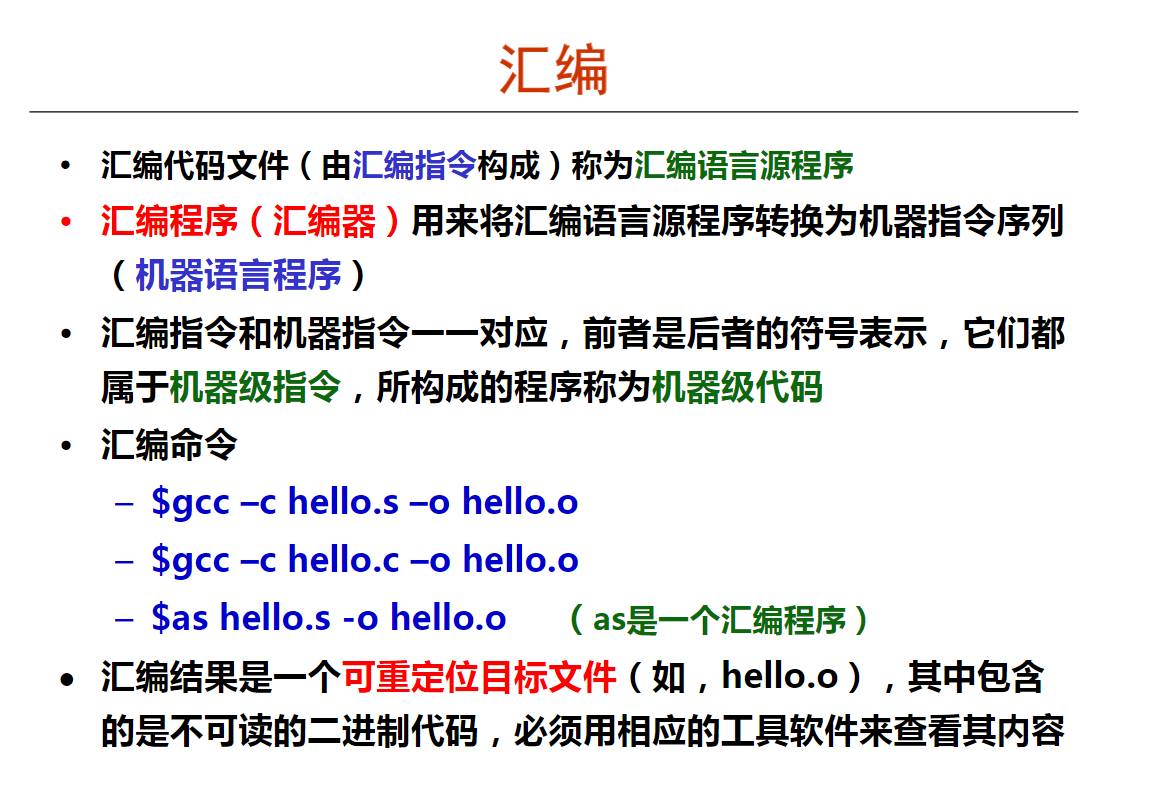 汇编
• 汇编代码文件（由汇编指令构成）称为汇编语言源程序
• 汇编程序（汇编器）用来将汇编语言源程序转换为机器指令序列
（机器语言程序）
• 汇编指令和机器指令一一对应，前者是后者的符号表示，它们都
属于机器级指令，所构成的程序称为机器级代码
• 汇编命令
– $gcc –c hello.s –o hello.o
– $gcc –c hello.c –o hello.o
– $as hello.s -o hello.o （as是一个汇编程序）
• 汇编结果是一个可重定位目标文件（如，hello.o），其中包含
的是不可读的二进制代码，必须用相应的工具软件来查看其内容